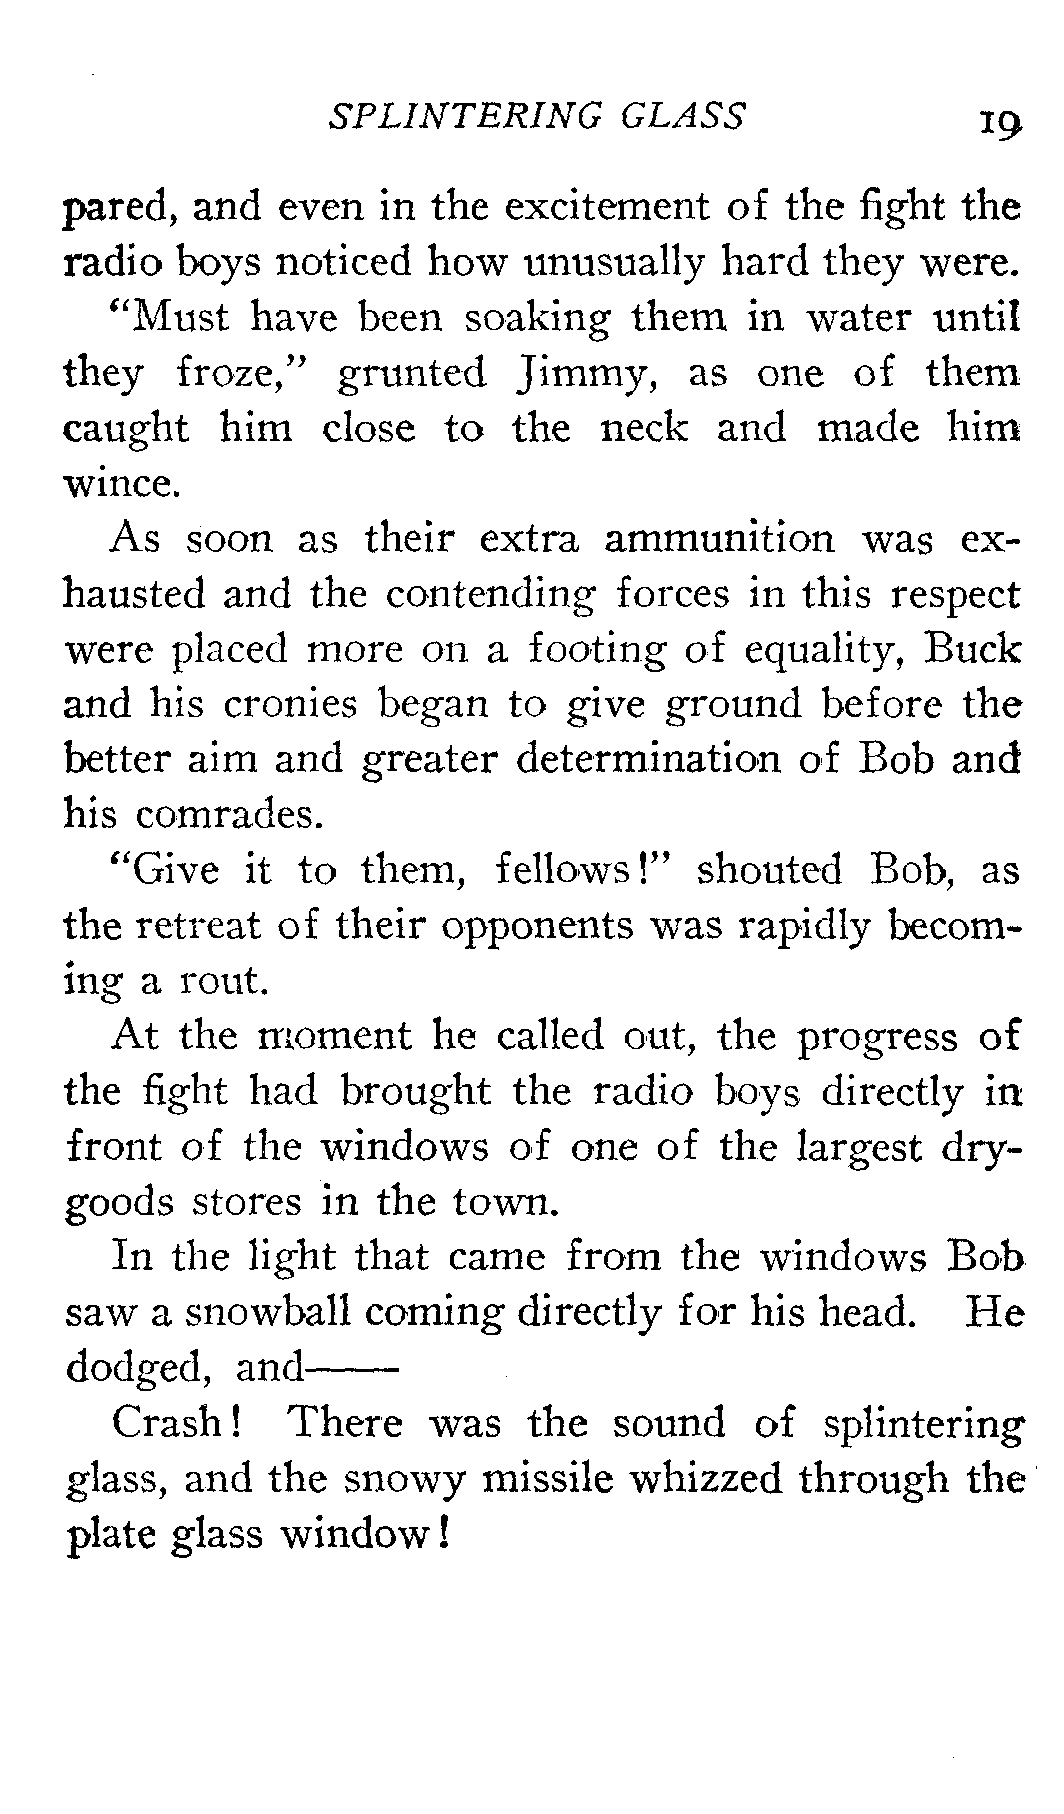 SPLINTERING GLASS 19
pared, and even in the excitement of the fight the
radio boys noticed how unusually hard they were.
"Must have been soaking them in water until
they froze," grunted Jimmy, as one of them
caught him close to the neck and made him
wince.
As soon as their extra ammunition was ex-
hausted and the contending forces in this respect
were placed more on a footing of equality, Buck
and his cronies began to give ground before the
better aim and greater determination of Bob and
his comrades.
"Give it to them, fellows!" shouted Bob, as
the retreat of their opponents was rapidly becom-
ing a rout.
At the moment he called out, the progress of
the fight had brought the radio boys directly in
front of the windows of one of the largest dry-
goods stores in the town.
In the light that came from the windows Bob
saw a snowball coming directly for his head. He
dodged, and——
Crash! There was the sound of splintering
glass, and the snowy missile whizzed through the
plate glass window!